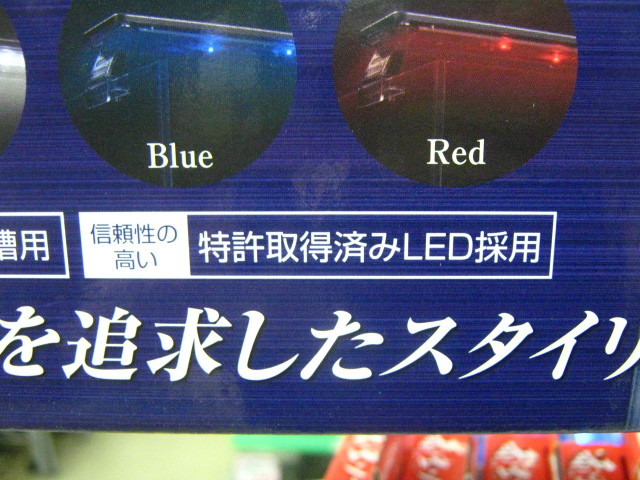 Blue
Red
槽用
信頼性の
高い
特許取得済みLED採用
を追求したスタイリ